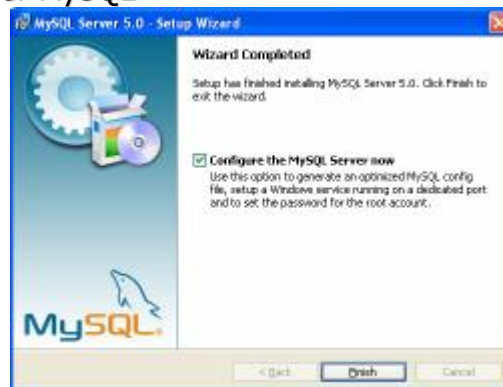 MySQL
MySQL Server 5.0 - Setup Wizard
Wizard Completed
Setup has finished installing MySQL Server 5.0. Click Finish to
exit the wizard.
Configure the MySQL Server now
Use this option to generate an optimized MySQL config
file, setup a Windows service running on a dedicated port
and to set the password for the root account.
MySQL
< Back Finish Cancel